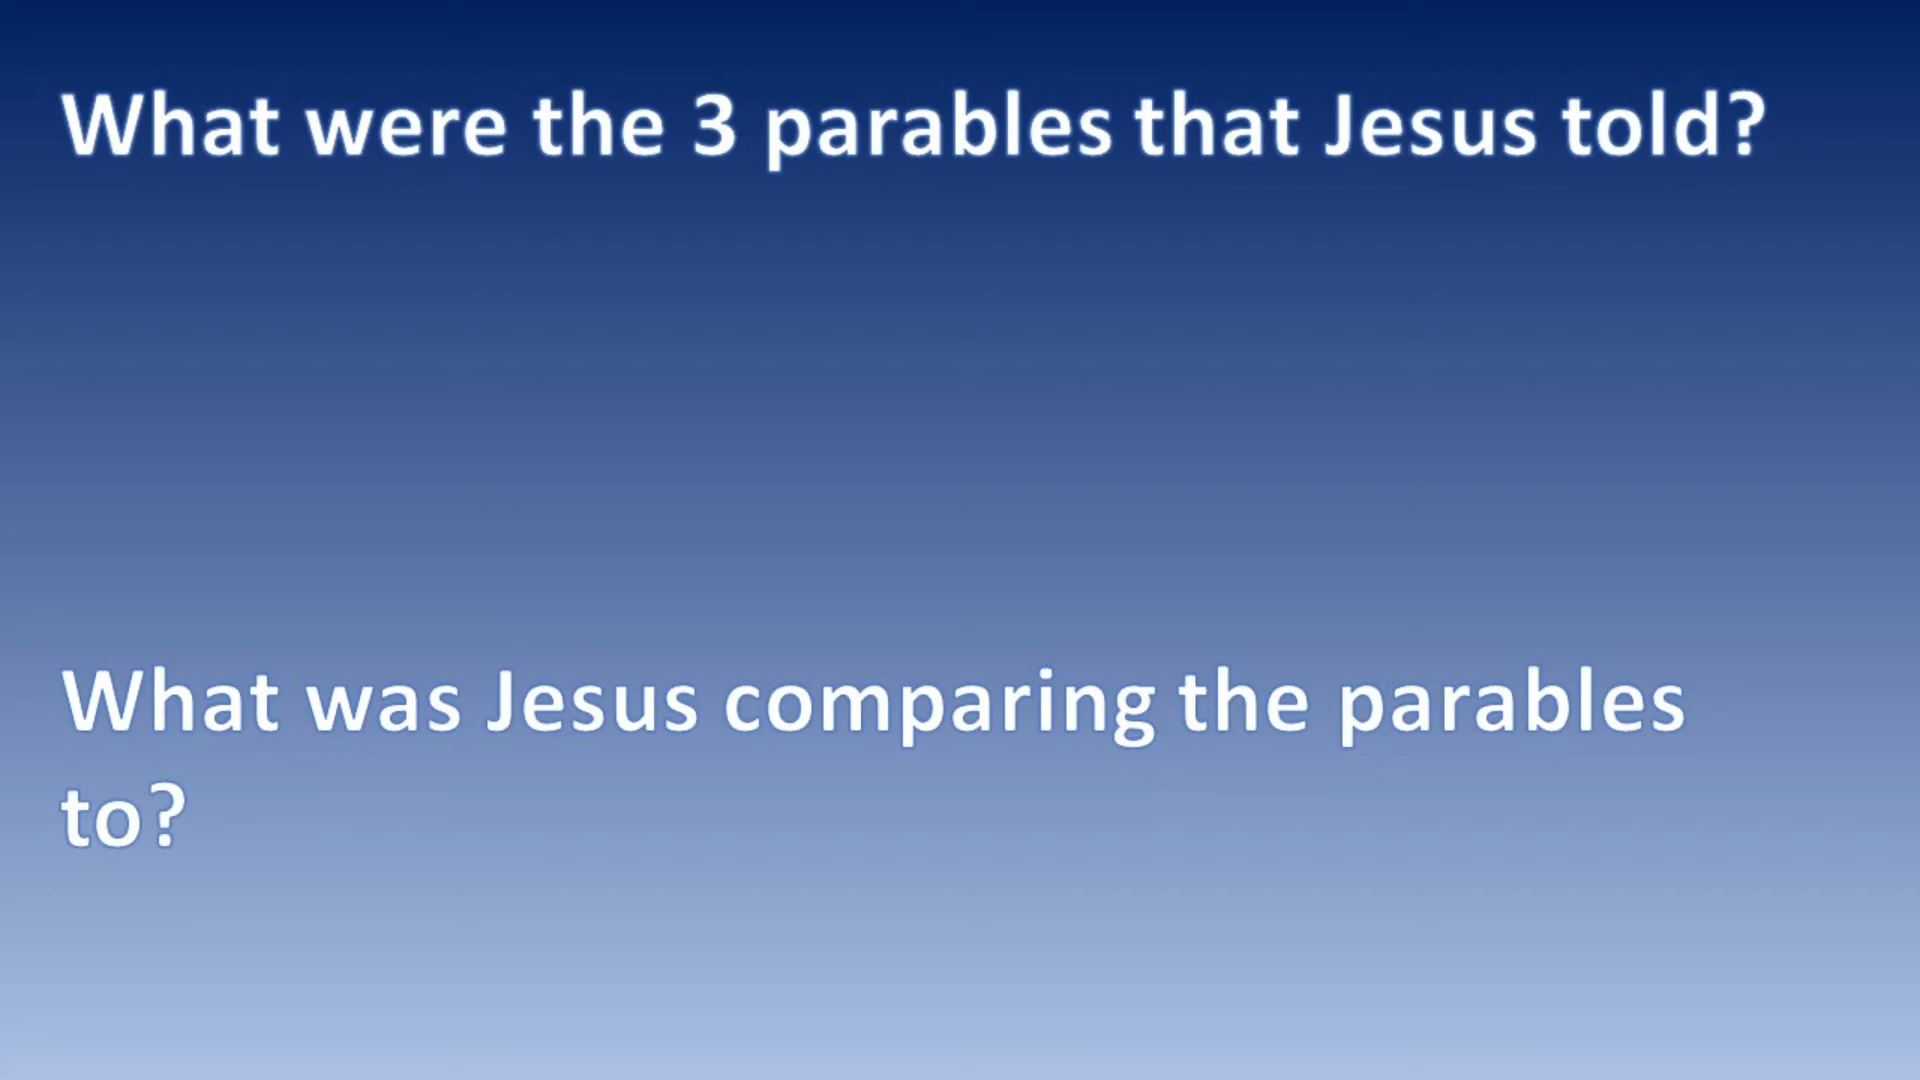 What were the 3 parables that Jesus told?
What was Jesus comparing the parables
to?